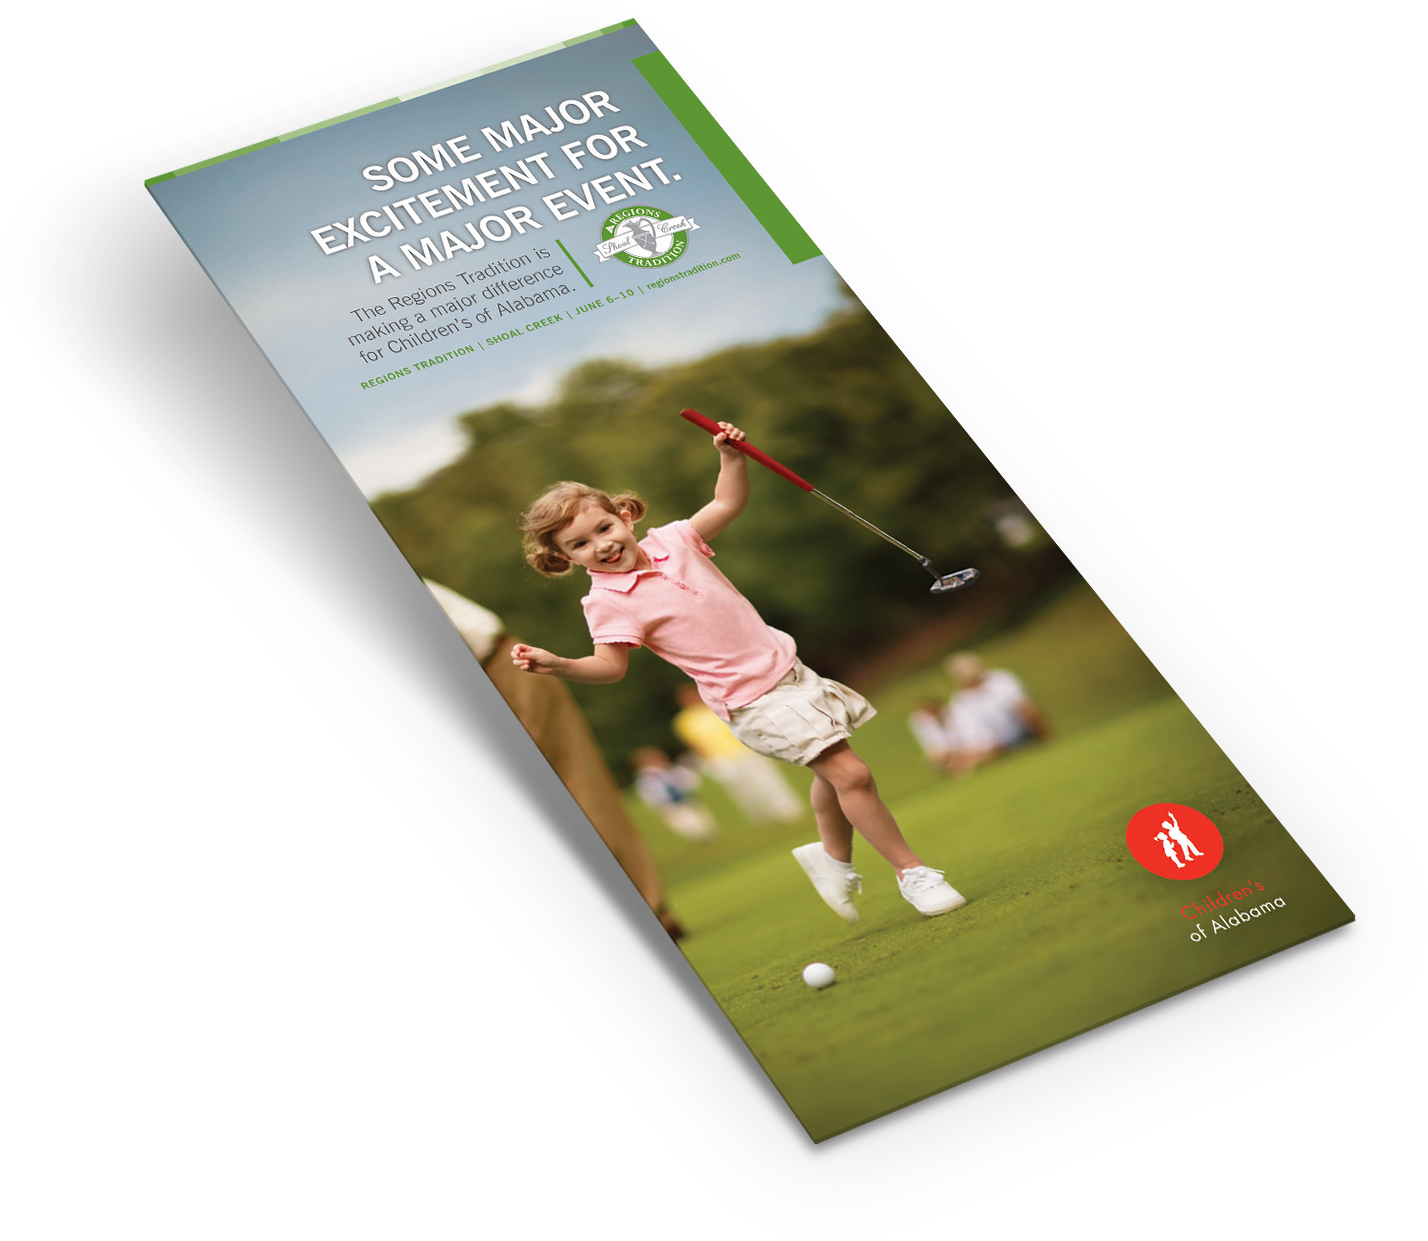 SOME MAJOR
EXCITEMENT FOR
A MAJOR EVENT.
The Regions Tradition is
making a major difference
for Children's of Alabama.
REGIONS
Shoal Creek
TRADITION
REGIONS TRADITION | SHOAL CREEK | JUNE 6–10 | regionstradition.com
Children's
of Alabama